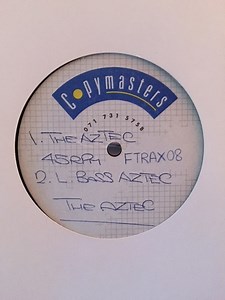 Copymasters
071 731 5758
1. THE AZTEC
45RPM FTRAX08
2. L. BASS AZTEC
THE AZTEC